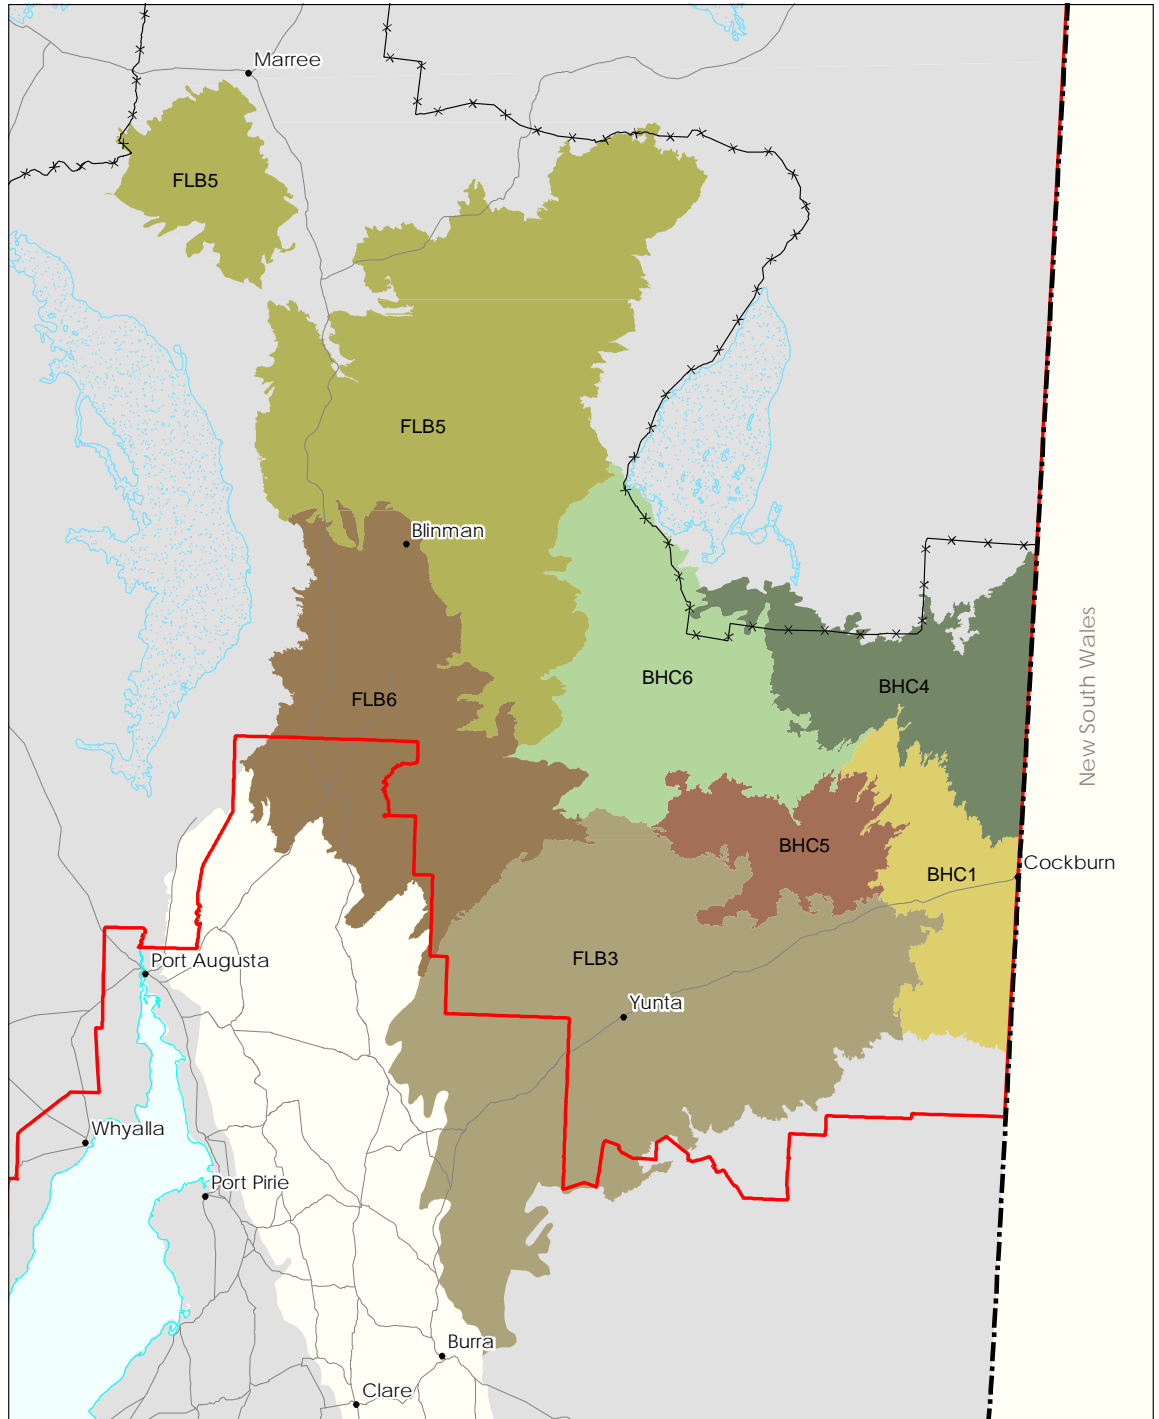 Marree
FLB5
FLB5
Blinman
New South Wales
BHC6
BHC4
FLB6
BHC5
Cockburn
BHC1
FLB3
Port Augusta
Yunta
Whyalla
Port Pirie
Burra
Clare